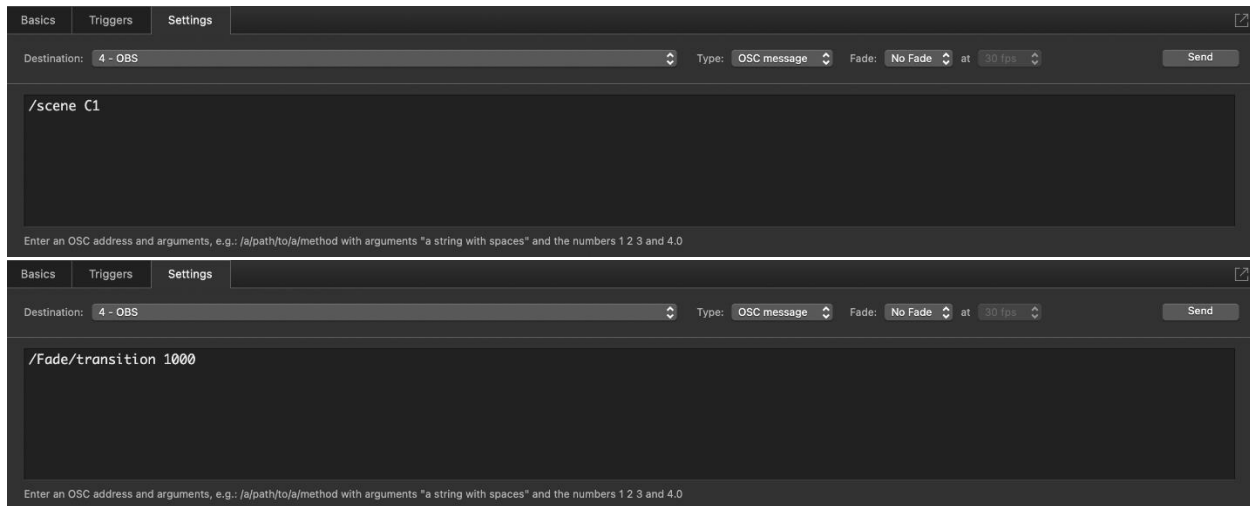 Basics Triggers Settings
Destination: 4 - OBS Type: OSC message Fade: No Fade at 30 fps Send
/scene C1
Enter an OSC address and arguments, e.g.: /a/path/to/a/method with arguments "a string with spaces" and the numbers 1 2 3 and 4.0
Basics Triggers Settings
Destination: 4 - OBS Type: OSC message Fade: No Fade at 30 fps Send
/Fade/transition 1000
Enter an OSC address and arguments, e.g.: /a/path/to/a/method with arguments "a string with spaces" and the numbers 1 2 3 and 4.0